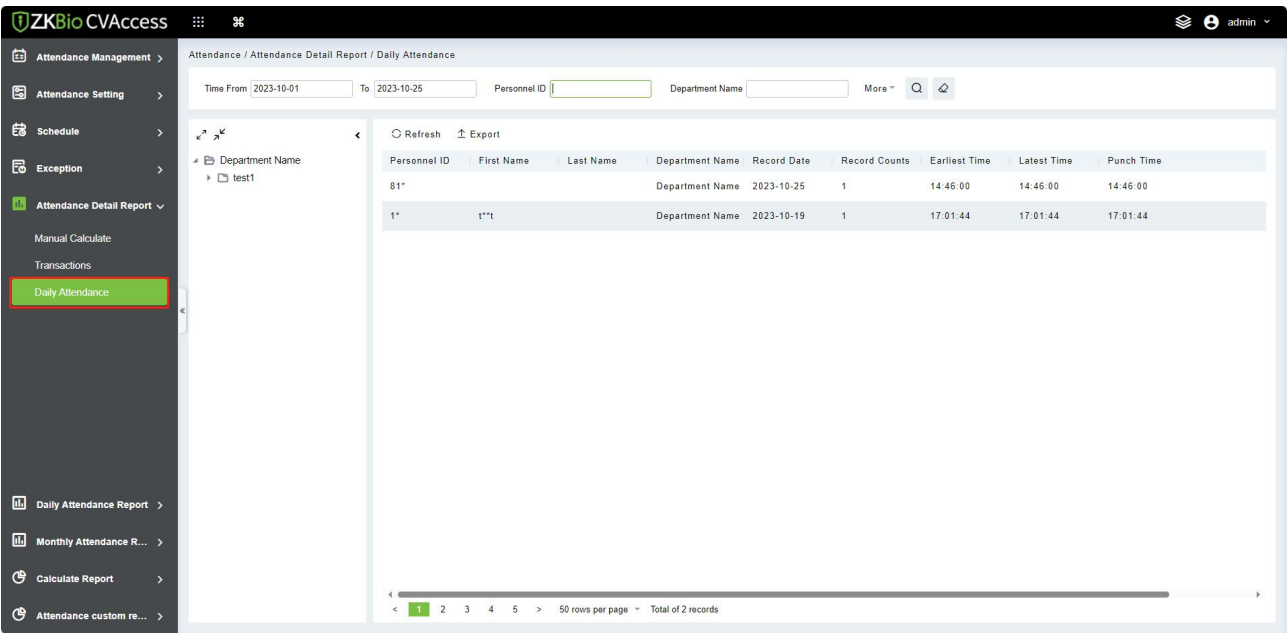 ZKBio CVAccess
admin
Attendance Management
Attendance Setting
Schedule
Exception
Attendance Detail Report
Manual Calculate
Transactions
Daily Attendance
Daily Attendance Report
Monthly Attendance R...
Calculate Report
Attendance custom re...
Attendance / Attendance Detail Report / Daily Attendance
Time From 2023-10-01 To 2023-10-25 Personnel ID Department Name More
Department Name
test1
Refresh Export
Personnel ID First Name Last Name Department Name Record Date Record Counts Earliest Time Latest Time Punch Time
81* Department Name 2023-10-25 1 14:46:00 14:46:00 14:46:00
1* t**t Department Name 2023-10-19 1 17:01:44 17:01:44 17:01:44
< 1 2 3 4 5 > 50 rows per page Total of 2 records